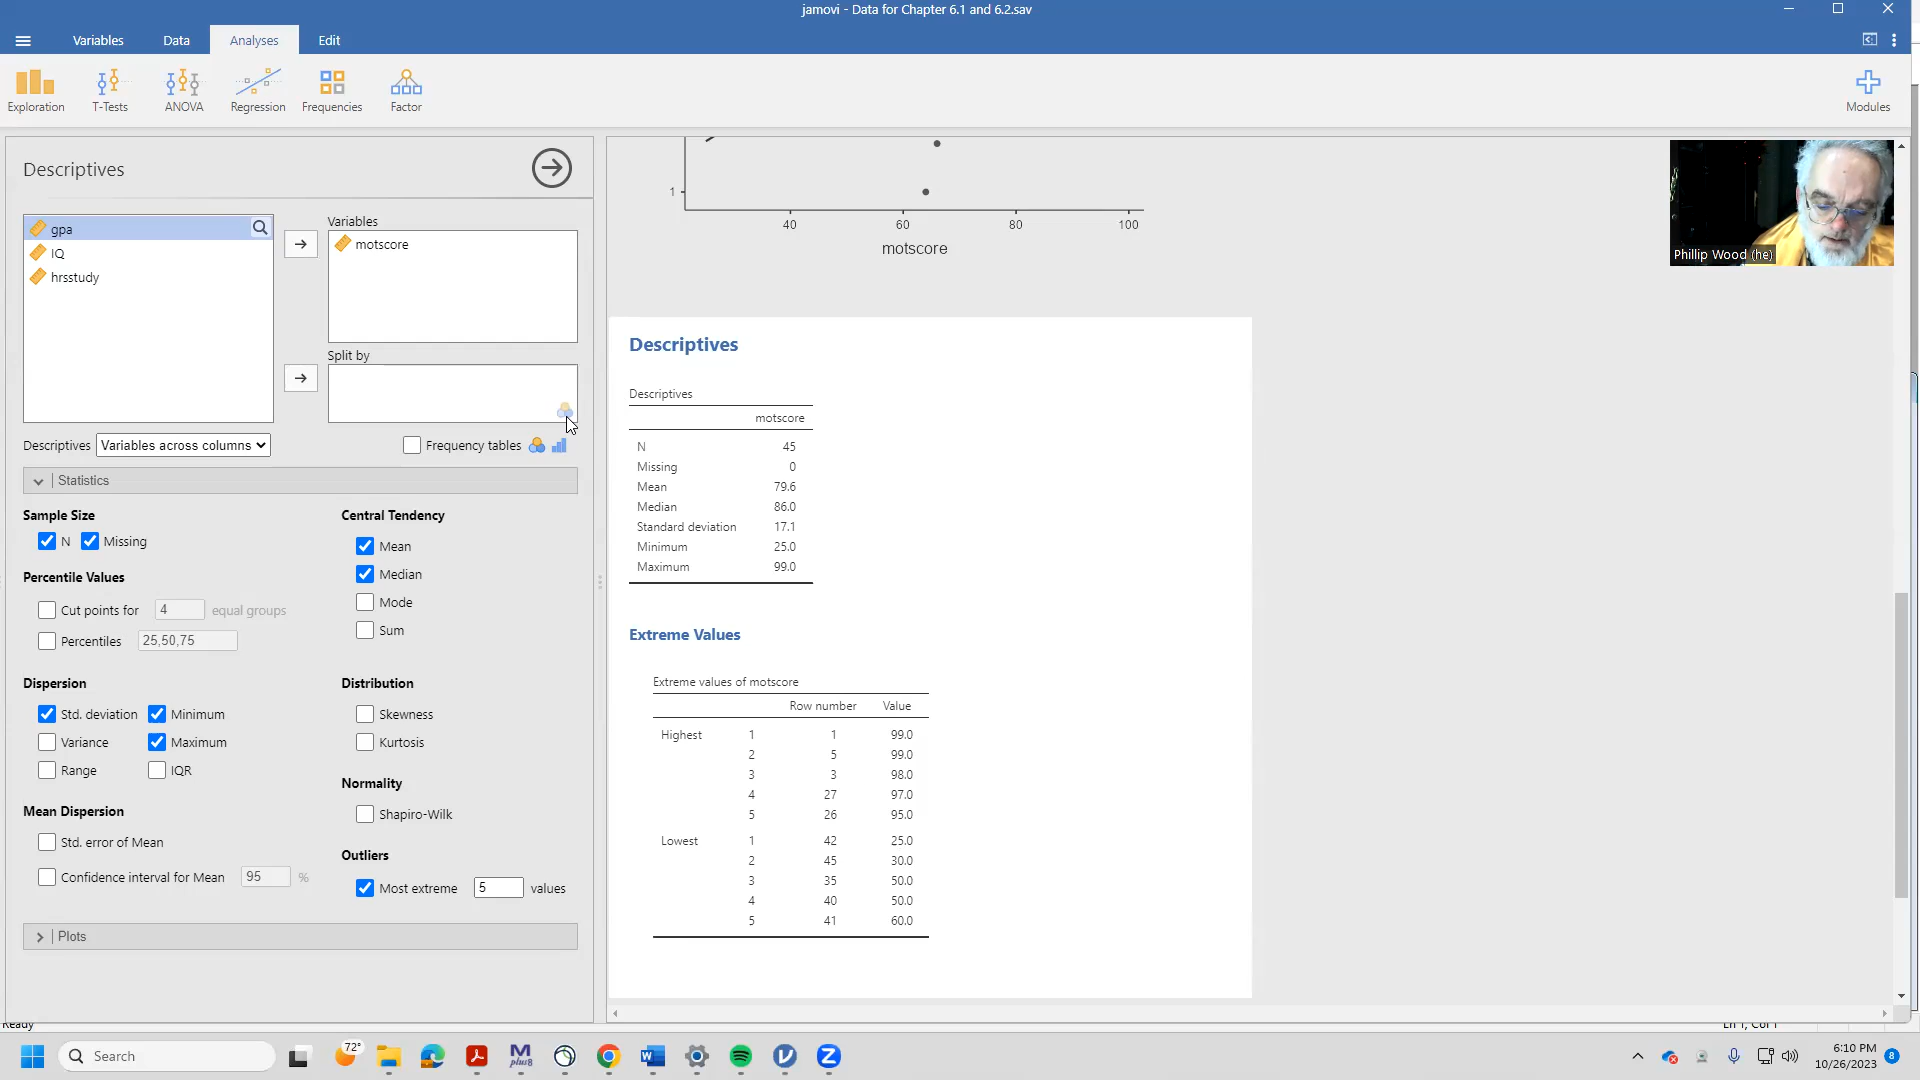 jamovi - Data for Chapter 6.1 and 6.2.sav
Variables
Data
Analyses
Edit
Exploration
T-Tests
ANOVA
Regression
Frequencies
Factor
Modules
Descriptives
gpa
IQ
hrsstudy
Variables
motscore
Split by
Descriptives Variables across columns
Frequency tables
Statistics
Sample Size
N Missing
Percentile Values
Cut points for 4 equal groups
Percentiles 25,50,75
Central Tendency
Mean
Median
Mode
Sum
Dispersion
Std. deviation Minimum
Variance Maximum
Range IQR
Distribution
Skewness
Kurtosis
Mean Dispersion
Std. error of Mean
Confidence interval for Mean 95 %
Normality
Shapiro-Wilk
Outliers
Most extreme 5 values
Plots
1
40 60 80 100
motscore
Descriptives
Descriptives
motscore
N 45
Missing 0
Mean 79.6
Median 86.0
Standard deviation 17.1
Minimum 25.0
Maximum 99.0
Extreme Values
Extreme values of motscore
Row number Value
Highest 1 1 99.0
2 5 99.0
3 3 98.0
4 27 97.0
5 26 95.0
Lowest 1 42 25.0
2 45 30.0
3 35 50.0
4 40 50.0
5 41 60.0
Phillip Wood (he)
Ready
Ln 1, Col 1
Search
72°
M
plus8
6:10 PM
10/26/2023
8